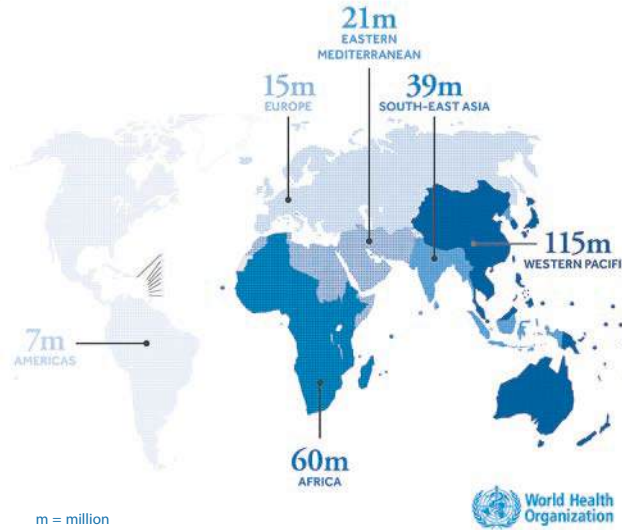 21m
EASTERN
MEDITERRANEAN
15m
EUROPE
39m
SOUTH-EAST ASIA
115m
WESTERN PACIFI
7m
AMERICAS
60m
AFRICA
m = million
World Health
Organization